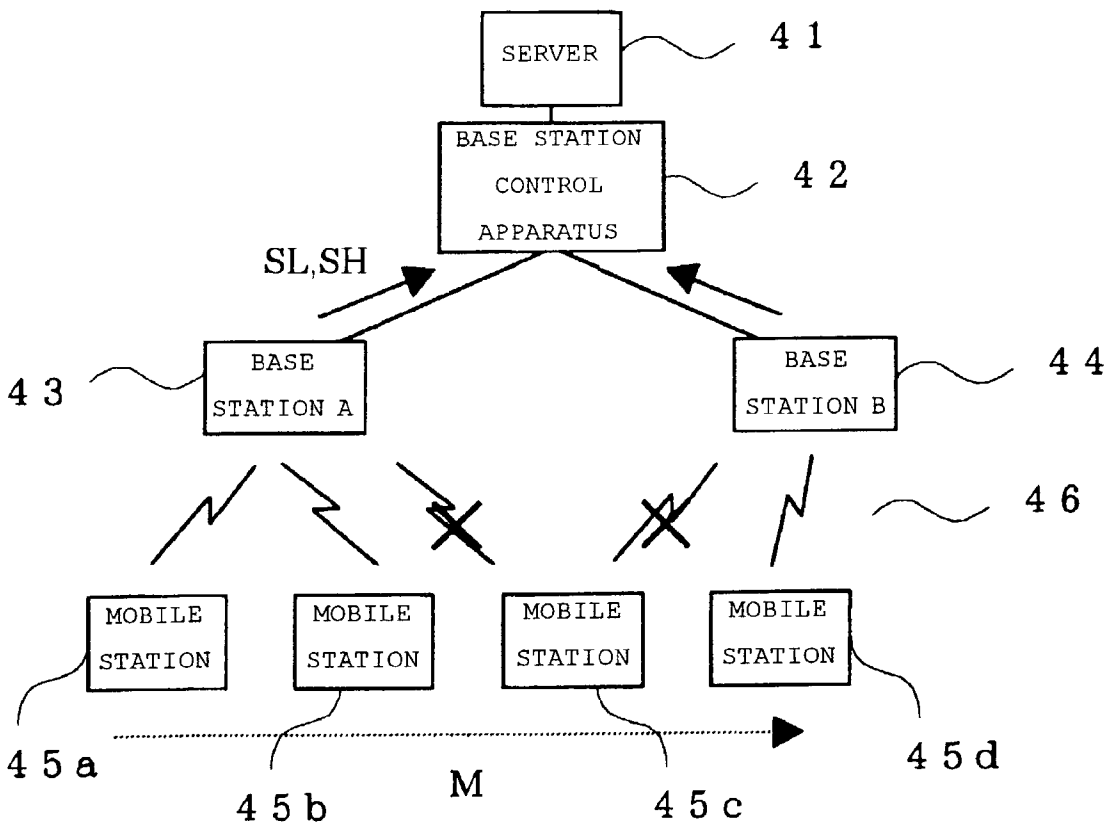 SERVER
41
BASE STATION
CONTROL
APPARATUS
42
SL,SH
BASE
STATION A
43
BASE
STATION B
44
46
MOBILE
STATION
MOBILE
STATION
MOBILE
STATION
MOBILE
STATION
45a
45b
M
45c
45d